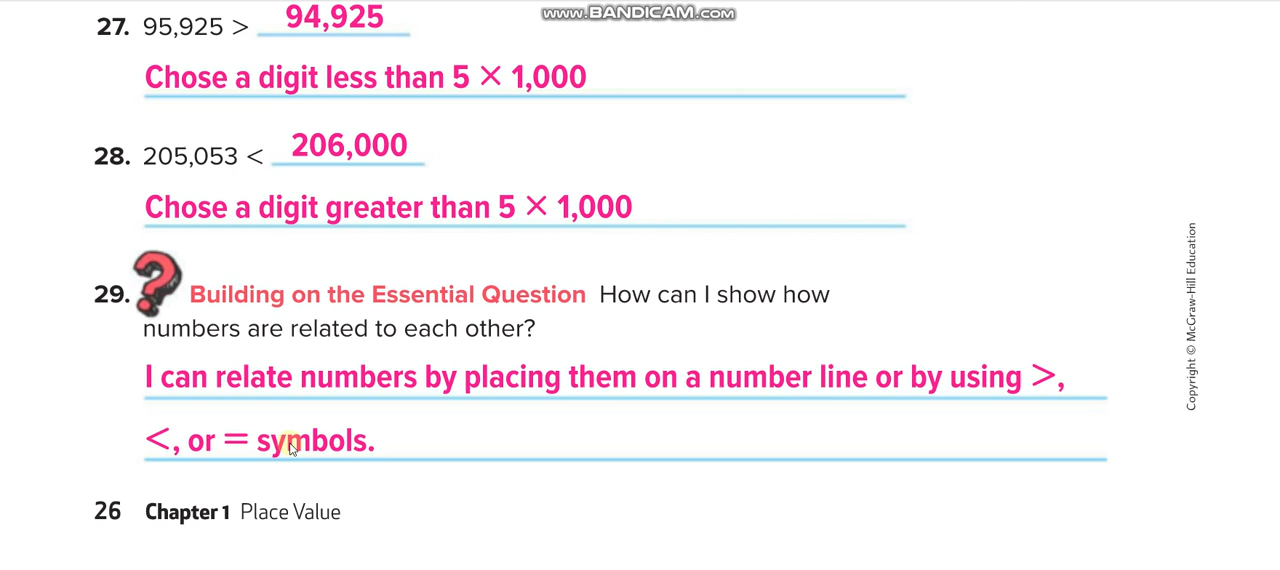 www.BANDICAM.com
27. 95,925 > 94,925
Chose a digit less than 5 × 1,000
28. 205,053 < 206,000
Chose a digit greater than 5 × 1,000
29. ? Building on the Essential Question How can I show how
numbers are related to each other?
I can relate numbers by placing them on a number line or by using >,
<, or = symbols.
26 Chapter 1 Place Value
Copyright © McGraw-Hill Education